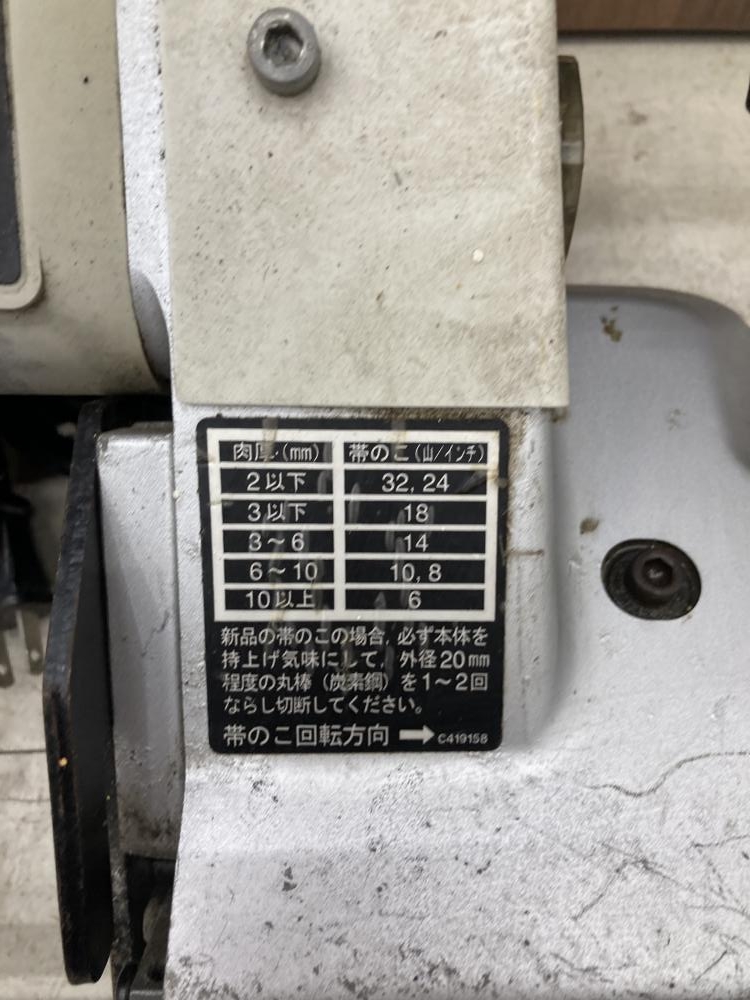 肉厚(mm) 帯のこ(山/インチ)
2以下 32, 24
3以下 18
3～6 14
6～10 10, 8
10以上 6
新品の帯のこの場合, 必ず本体を
持上げ気味にして, 外径20mm
程度の丸棒（炭素鋼）を1～2回
ならし切断してください。
帯のこ回転方向 → C419158